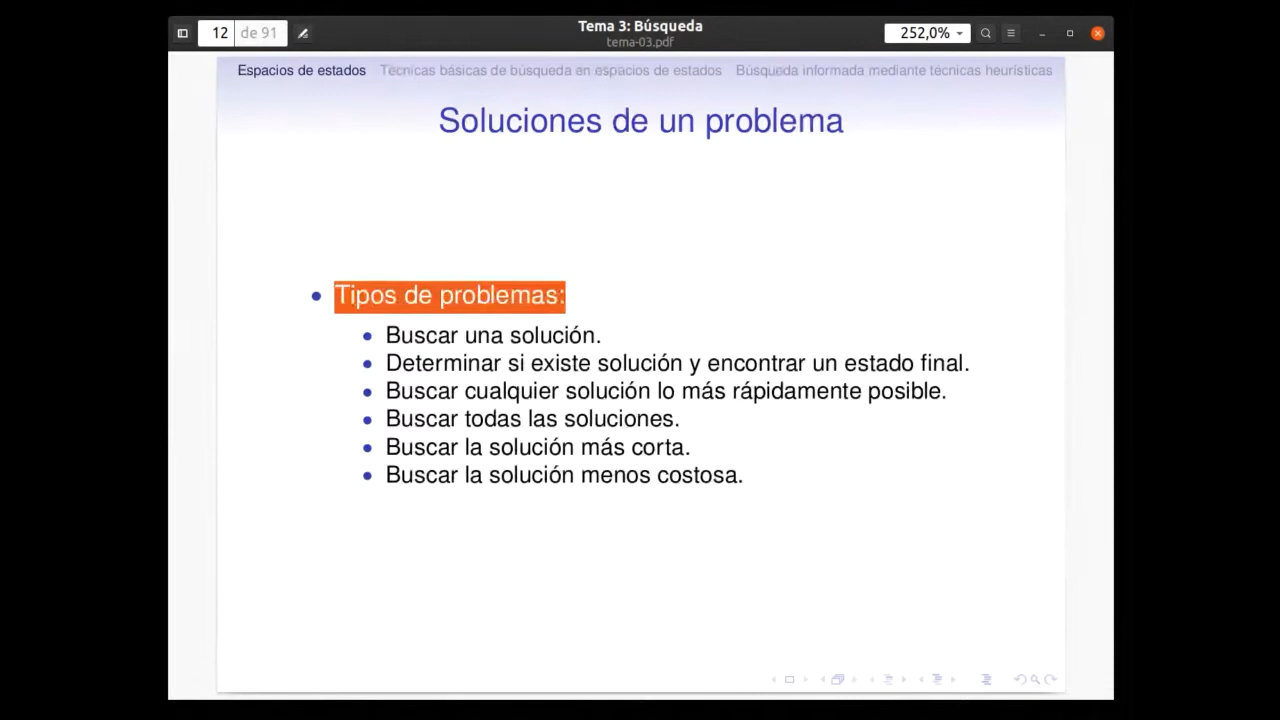 12 de 91
Tema 3: Búsqueda
tema-03.pdf
252,0%
Espacios de estados Técnicas básicas de búsqueda en espacios de estados Búsqueda informada mediante técnicas heurísticas
Soluciones de un problema
Tipos de problemas:
Buscar una solución.
Determinar si existe solución y encontrar un estado final.
Buscar cualquier solución lo más rápidamente posible.
Buscar todas las soluciones.
Buscar la solución más corta.
Buscar la solución menos costosa.